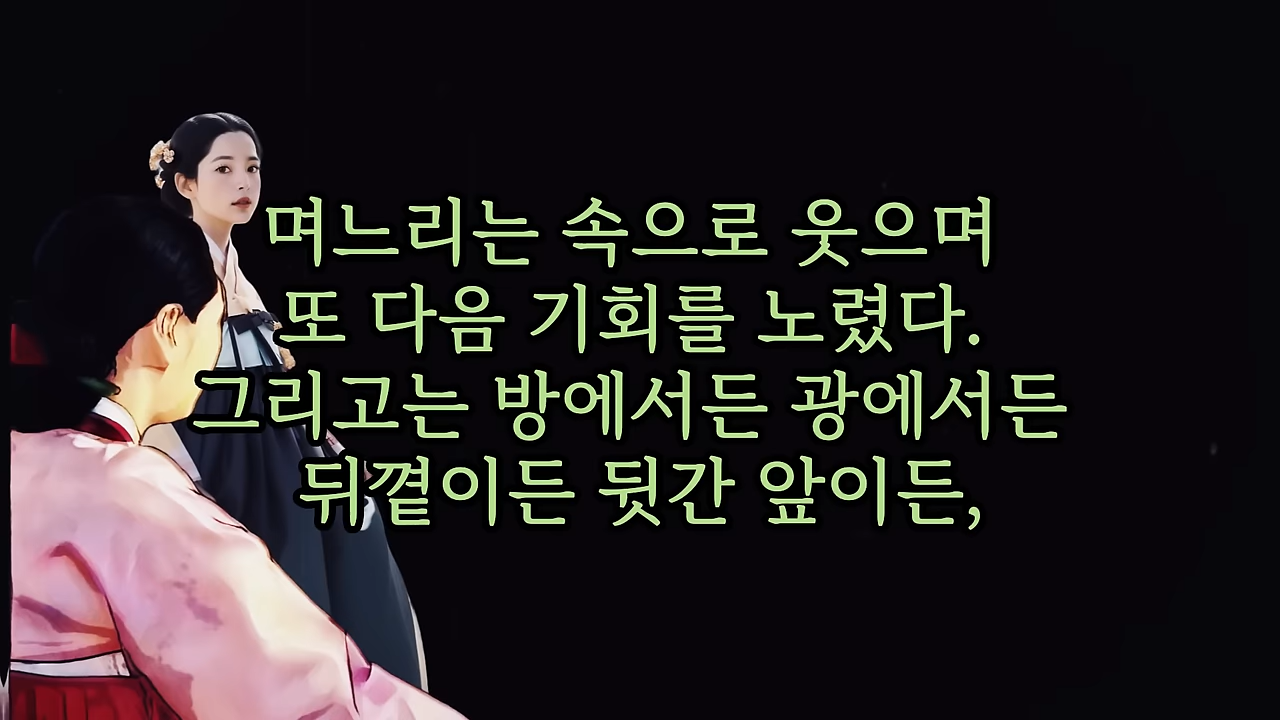 며느리는 속으로 웃으며
또 다음 기회를 노렸다.
그리고는 방에서든 광에서든
뒤꼍이든 뒷간 앞이든,